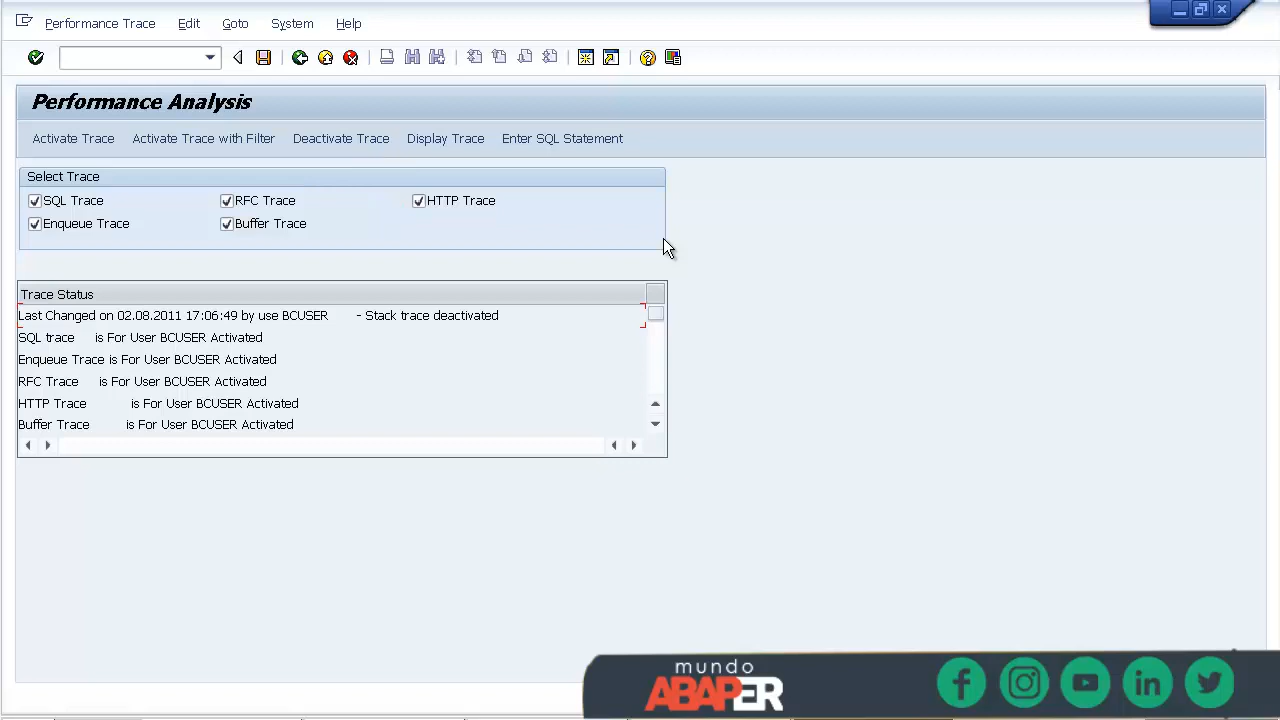 Performance Trace Edit Goto System Help
Performance Analysis
Activate Trace Activate Trace with Filter Deactivate Trace Display Trace Enter SQL Statement
Select Trace
SQL Trace RFC Trace HTTP Trace
Enqueue Trace Buffer Trace
Trace Status
Last Changed on 02.08.2011 17:06:49 by use BCUSER - Stack trace deactivated
SQL trace is For User BCUSER Activated
Enqueue Trace is For User BCUSER Activated
RFC Trace is For User BCUSER Activated
HTTP Trace is For User BCUSER Activated
Buffer Trace is For User BCUSER Activated
mundo
ABAPER